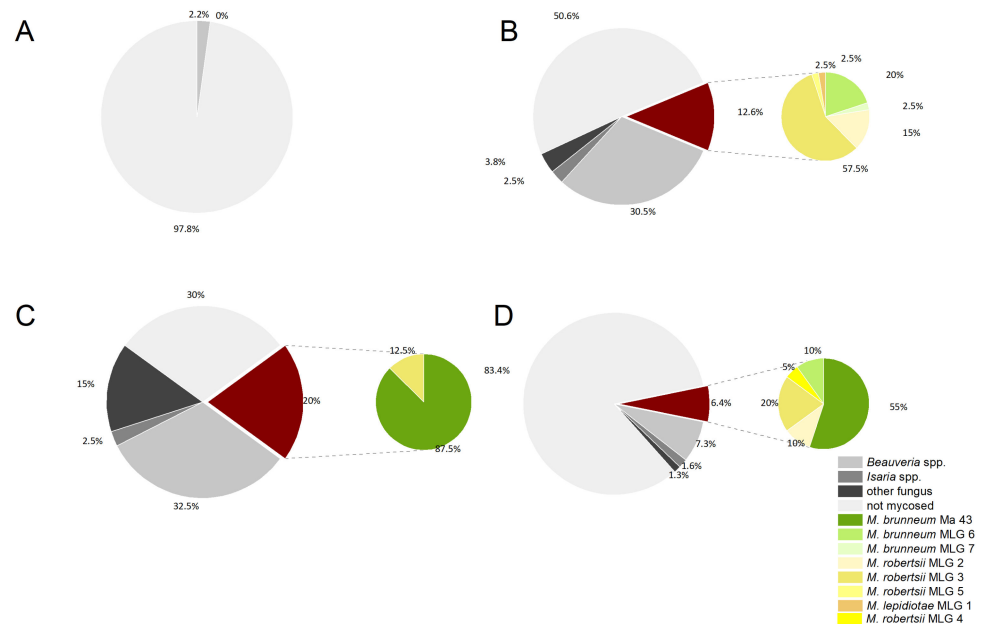 A
2.2%
0%
97.8%
B
50.6%
12.6%
3.8%
2.5%
30.5%
2.5%
2.5%
20%
2.5%
15%
57.5%
C
30%
15%
20%
2.5%
32.5%
12.5%
87.5%
D
83.4%
6.4%
7.3%
1.6%
1.3%
10%
5%
20%
10%
55%
Beauveria spp.
Isaria spp.
other fungus
not mycosed
M. brunneum Ma 43
M. brunneum MLG 6
M. brunneum MLG 7
M. robertsii MLG 2
M. robertsii MLG 3
M. robertsii MLG 5
M. lepidiotae MLG 1
M. robertsii MLG 4